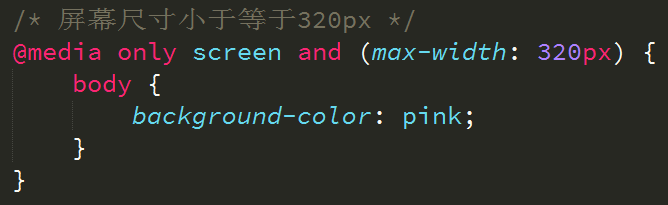 /* 屏幕尺寸小于等于320px */
@media only screen and (max-width: 320px) {
    body {
        background-color: pink;
    }
}